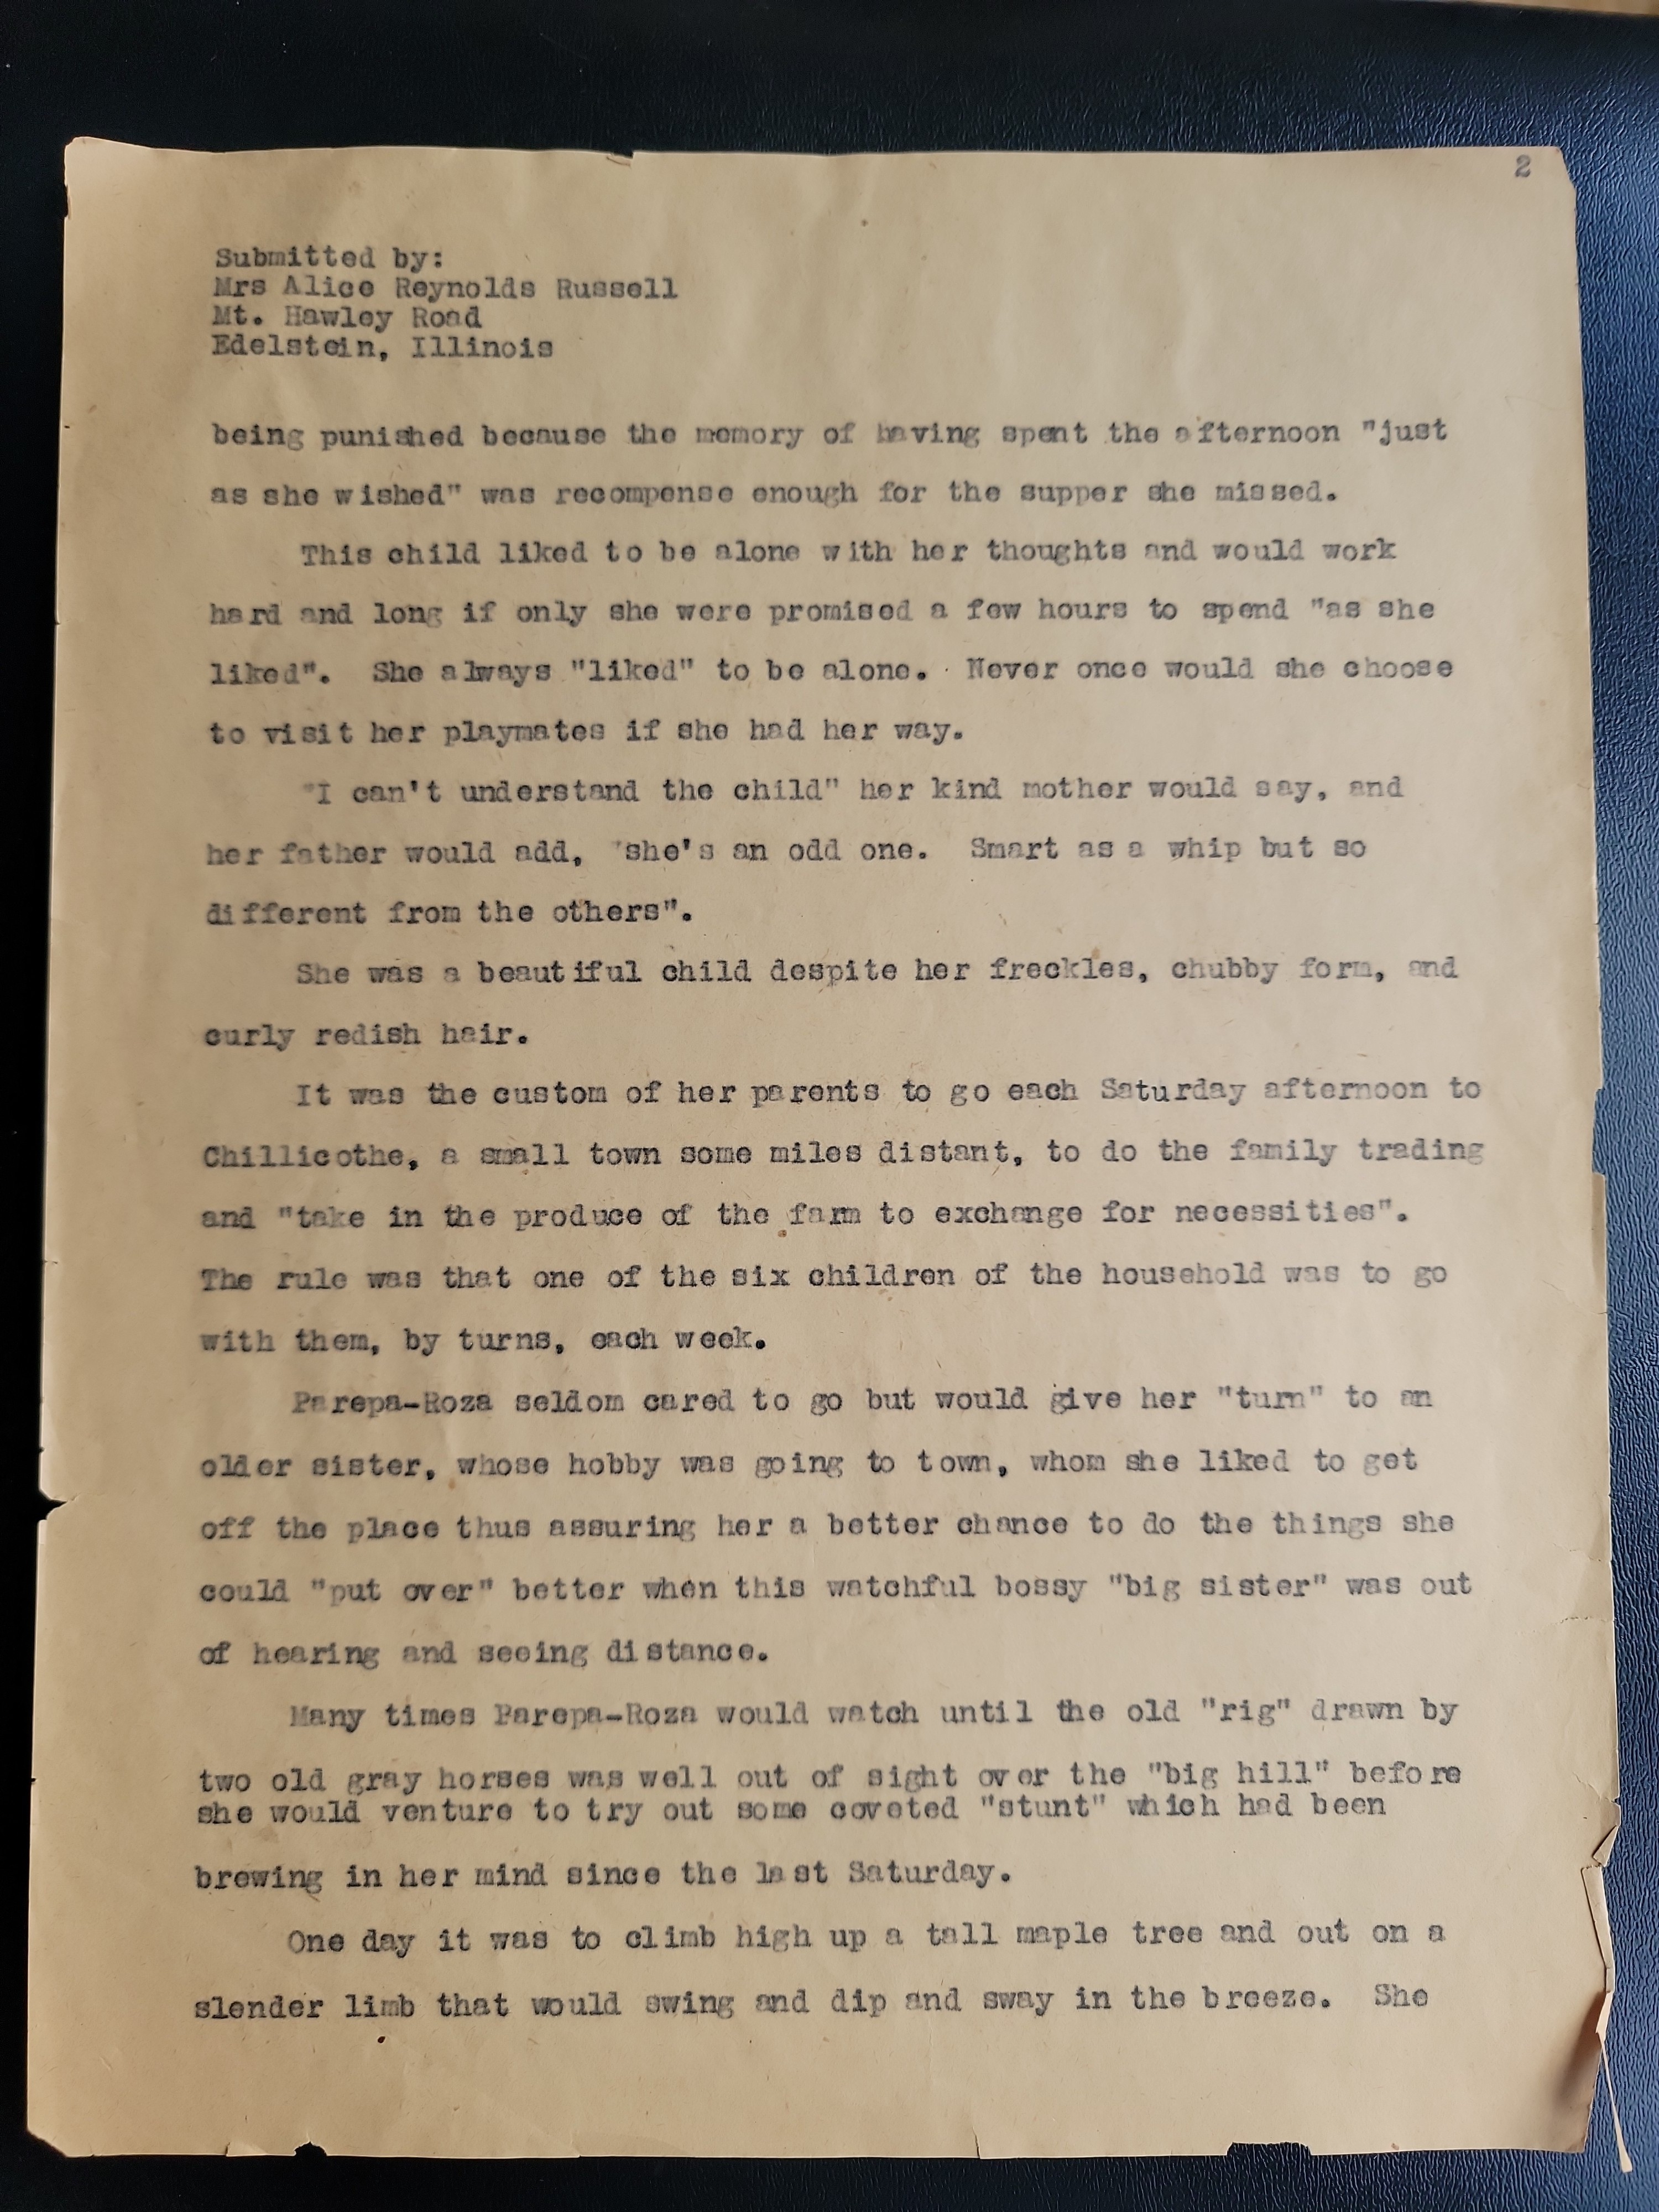 2
Submitted by:
Mrs Alice Reynolds Russell
Mt. Hawley Road
Edelstein, Illinois
being punished because the memory of having spent the afternoon "just
as she wished" was recompense enough for the supper she missed.
This child liked to be alone with her thoughts and would work
hard and long if only she were promised a few hours to spend "as she
liked". She always "liked" to be alone. Never once would she choose
to visit her playmates if she had her way.
"I can't understand the child" her kind mother would say, and
her father would add, 'she's an odd one. Smart as a whip but so
different from the others".
She was a beautiful child despite her freckles, chubby form, and
curly redish hair.
It was the custom of her parents to go each Saturday afternoon to
Chillicothe, a small town some miles distant, to do the family trading
and "take in the produce of the farm to exchange for necessities".
The rule was that one of the six children of the household was to go
with them, by turns, each week.
Parepa-Roza seldom cared to go but would give her "turn" to an
older sister, whose hobby was going to town, whom she liked to get
off the place thus assuring her a better chance to do the things she
could "put over" better when this watchful bossy "big sister" was out
of hearing and seeing distance.
Many times Parepa-Roza would watch until the old "rig" drawn by
two old gray horses was well out of sight over the "big hill" before
she would venture to try out some coveted "stunt" which had been
brewing in her mind since the last Saturday.
One day it was to climb high up a tall maple tree and out on a
slender limb that would swing and dip and sway in the breeze. She